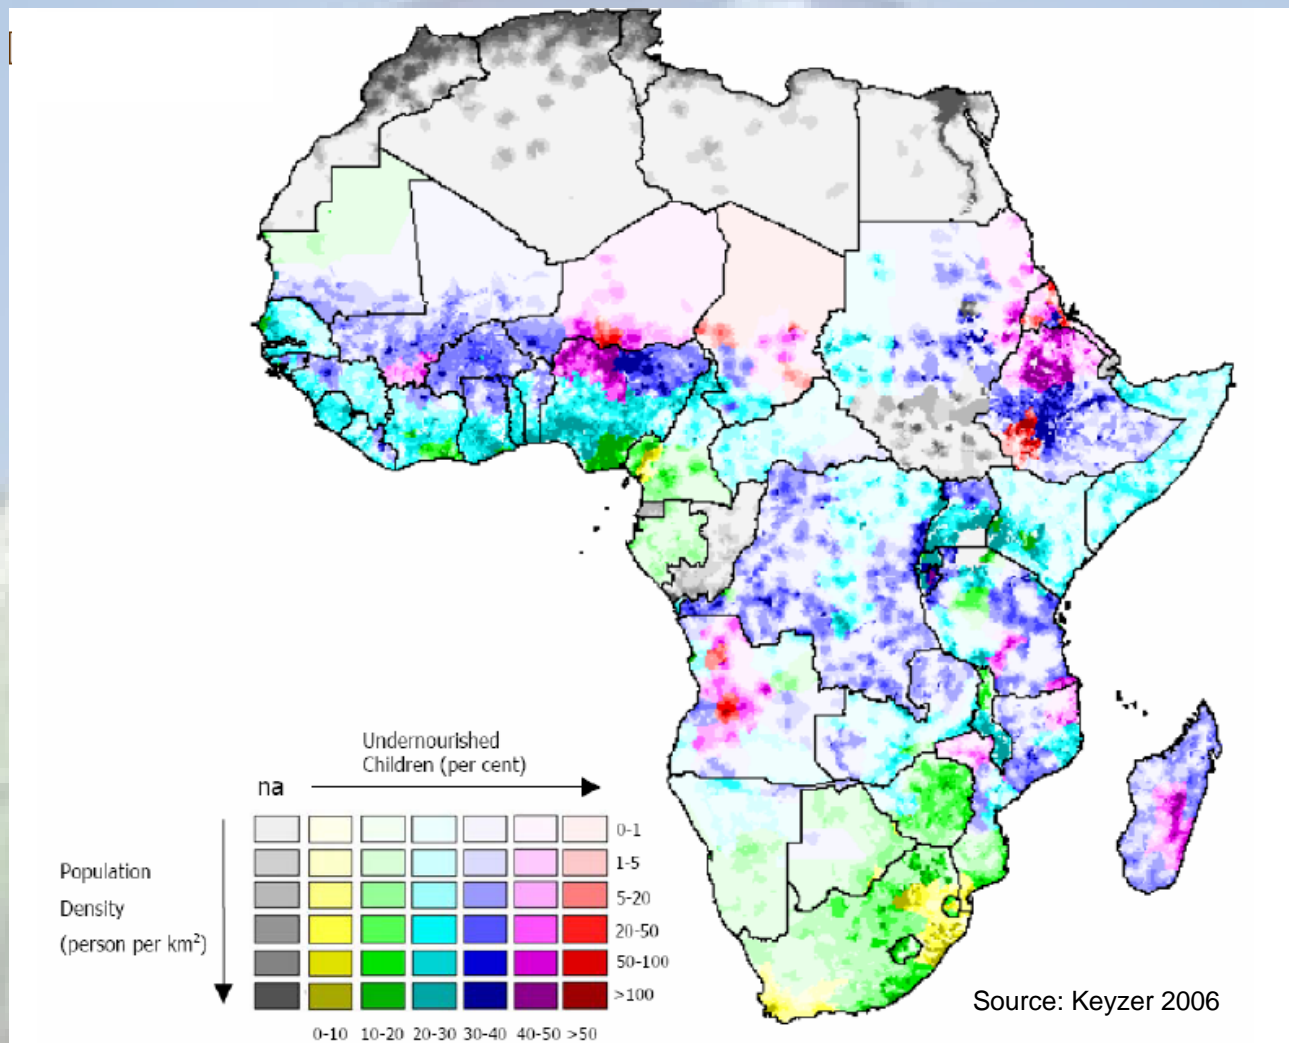 Undernourished
Children (per cent)
na
0-1
Population
1-5
Density
5-20
(person per km²)
20-50
50-100
>100
0-10 10-20 20-30 30-40 40-50 >50
Source: Keyzer 2006